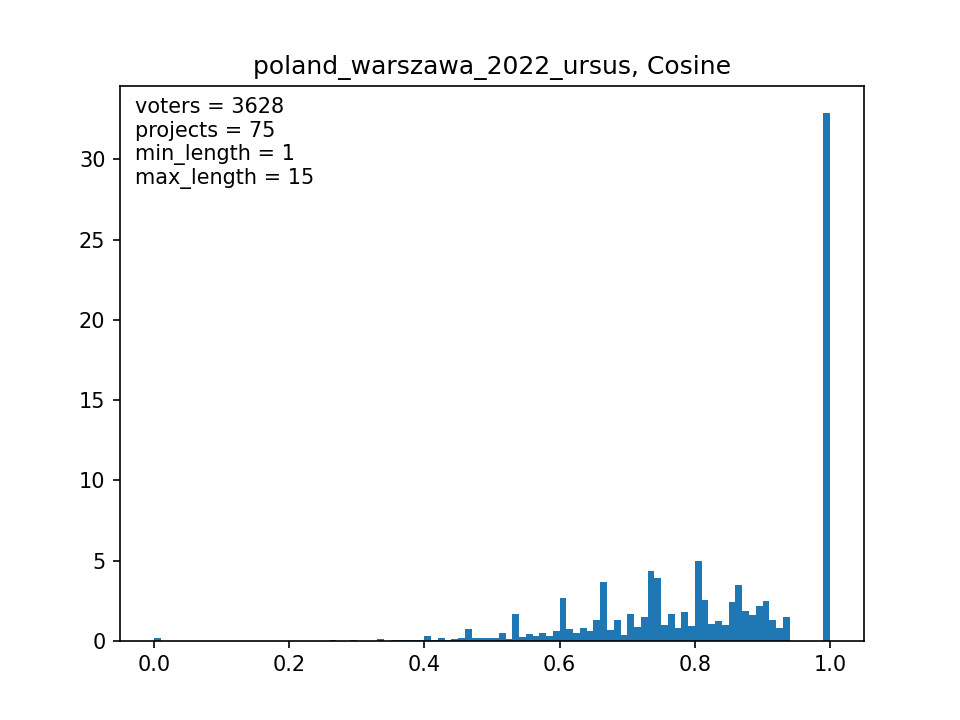 poland_warszawa_2022_ursus, Cosine
voters = 3628
projects = 75
min_length = 1
max_length = 15
30
25
20
15
10
5
0
0.0 0.2 0.4 0.6 0.8 1.0